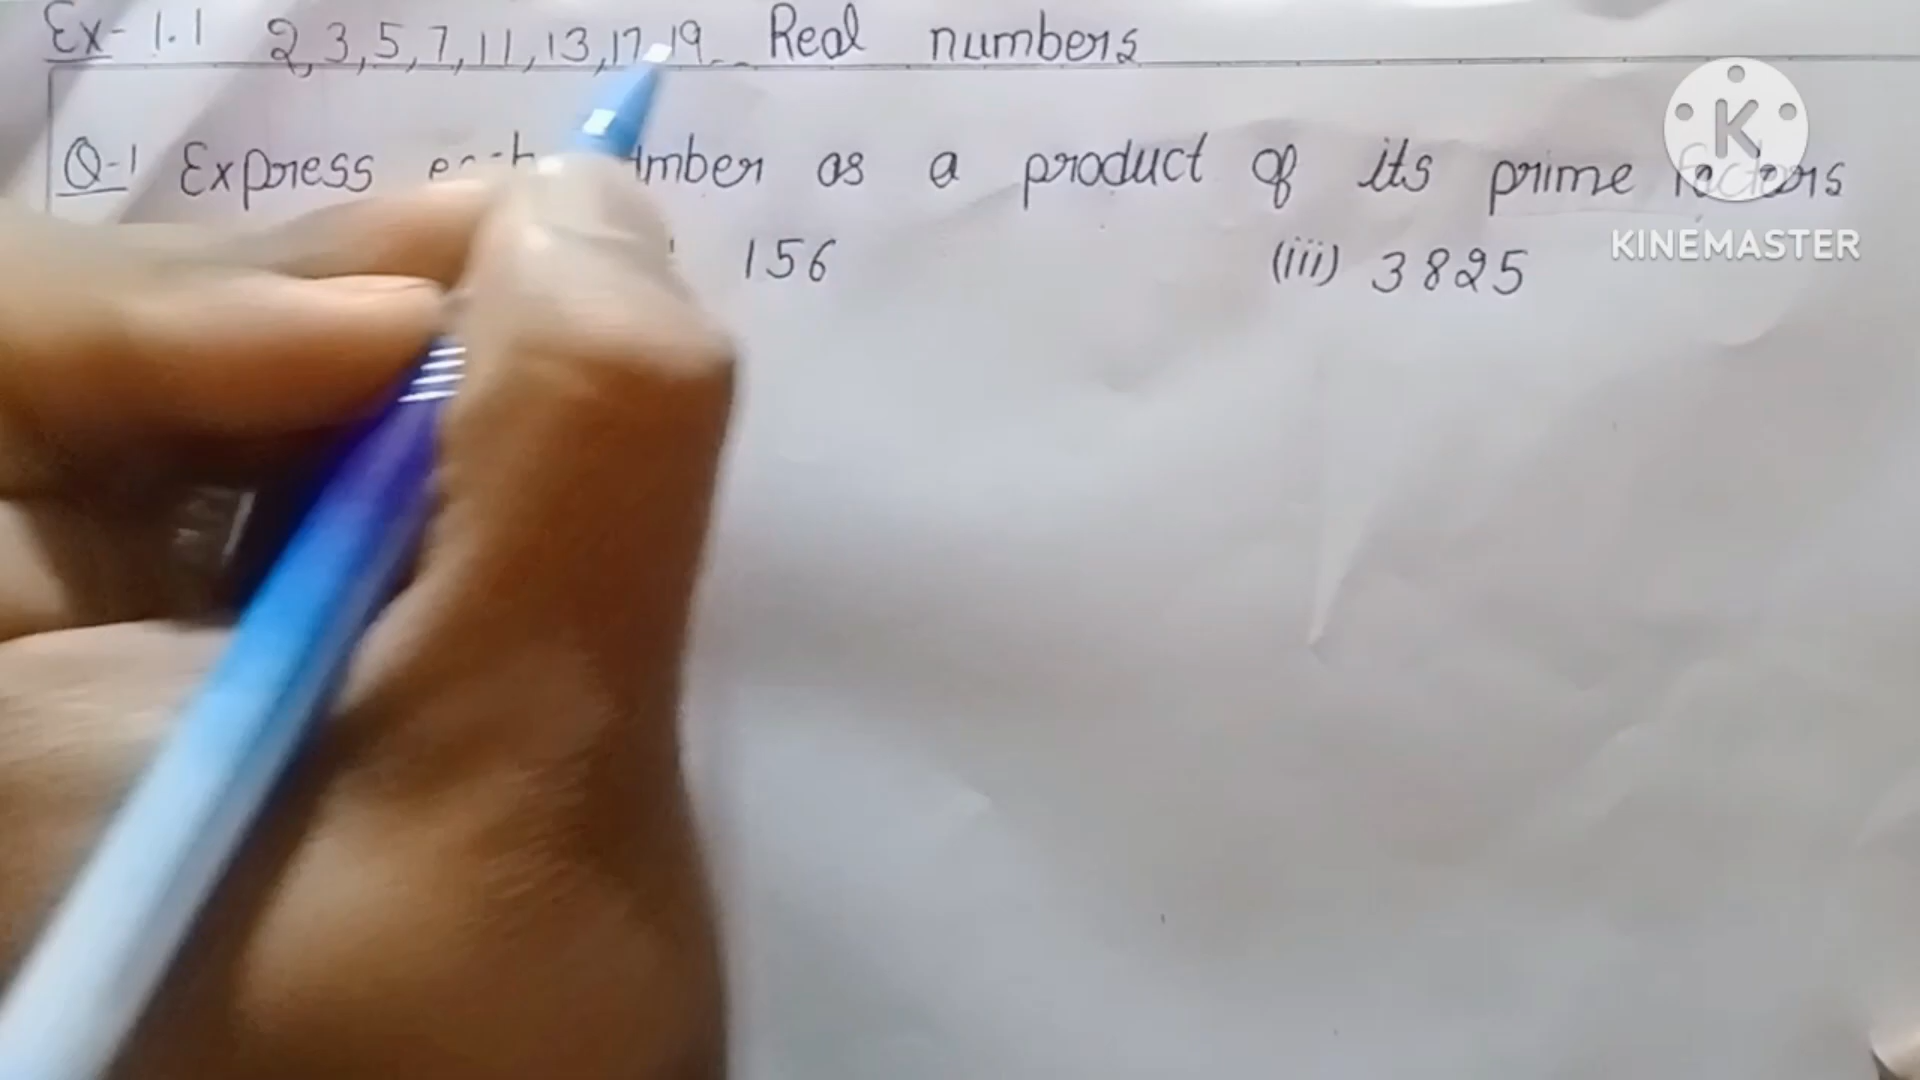 Ex-1.1 2,3,5,7,11,13,17,19.. Real numbers
Q-1 Express as a product of its prime factors
156 (iii) 3825
K
KINEMASTER